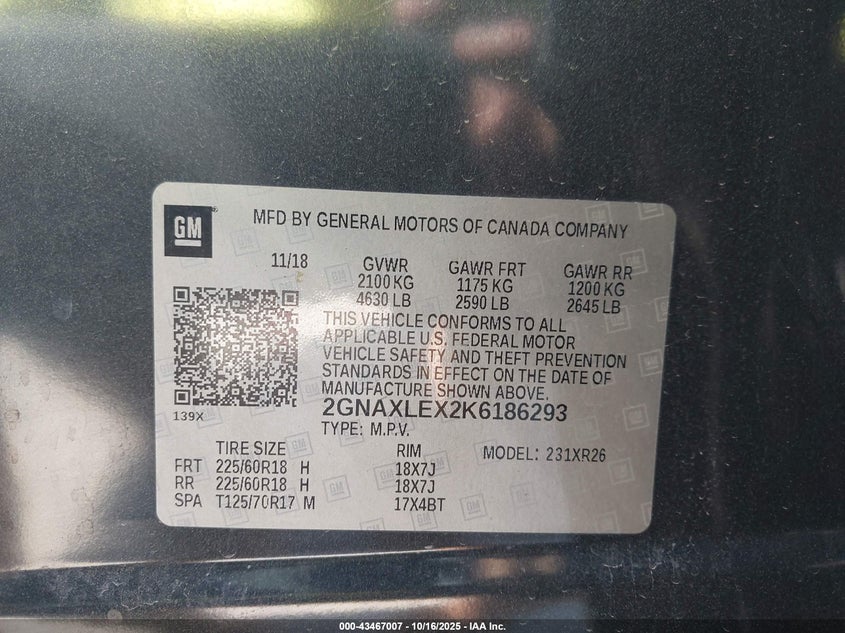 GM
MFD BY GENERAL MOTORS OF CANADA COMPANY
11/18 GVWR GAWR FRT GAWR RR
2100 KG 1175 KG 1200 KG
4630 LB 2590 LB 2645 LB
THIS VEHICLE CONFORMS TO ALL
APPLICABLE U.S. FEDERAL MOTOR
VEHICLE SAFETY AND THEFT PREVENTION
STANDARDS IN EFFECT ON THE DATE OF
MANUFACTURE SHOWN ABOVE.
139X 2GNAXLEX2K6186293
TYPE: M.P.V.
TIRE SIZE RIM MODEL: 231XR26
FRT 225/60R18 H 18X7J
RR 225/60R18 H 18X7J
SPA T125/70R17 M 17X4BT
000-43467007 - 10/16/2025 - IAA Inc.